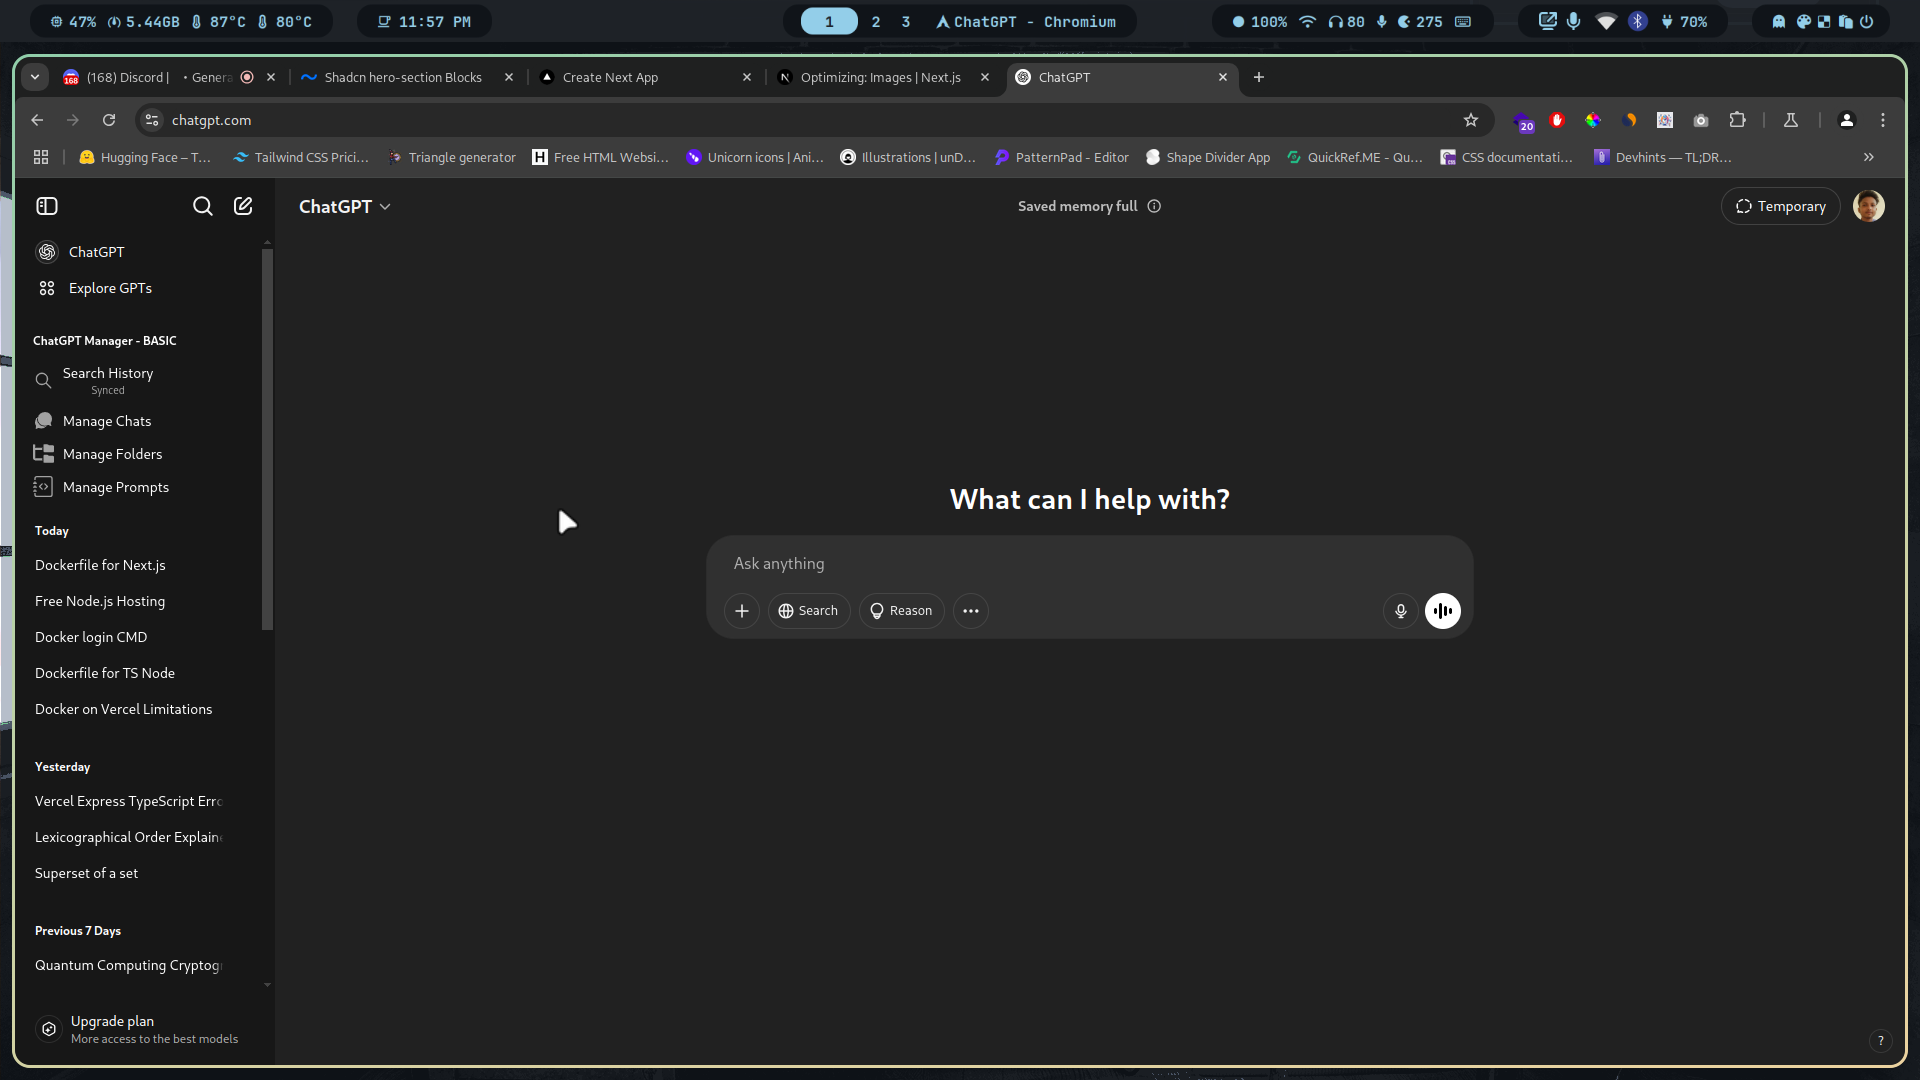 47% 5.44GB 87°C 80°C
11:57 PM
1 2 3 ChatGPT - Chromium
100% 80 275
70%
168 (168) Discord | • Genera
Shadcn hero-section Blocks
Create Next App
Optimizing: Images | Next.js
ChatGPT
chatgpt.com
20
Hugging Face – T...
Tailwind CSS Prici...
Triangle generator
Free HTML Websi...
Unicorn icons | Ani...
Illustrations | unD...
PatternPad - Editor
Shape Divider App
QuickRef.ME - Qu...
CSS documentati...
Devhints — TL;DR...
ChatGPT
Saved memory full
Temporary
ChatGPT
Explore GPTs
ChatGPT Manager - BASIC
Search History
Synced
Manage Chats
Manage Folders
Manage Prompts
Today
Dockerfile for Next.js
Free Node.js Hosting
Docker login CMD
Dockerfile for TS Node
Docker on Vercel Limitations
Yesterday
Vercel Express TypeScript Erro
Lexicographical Order Explaine
Superset of a set
Previous 7 Days
Quantum Computing Cryptogr
Upgrade plan
More access to the best models
What can I help with?
Ask anything
Search
Reason
?